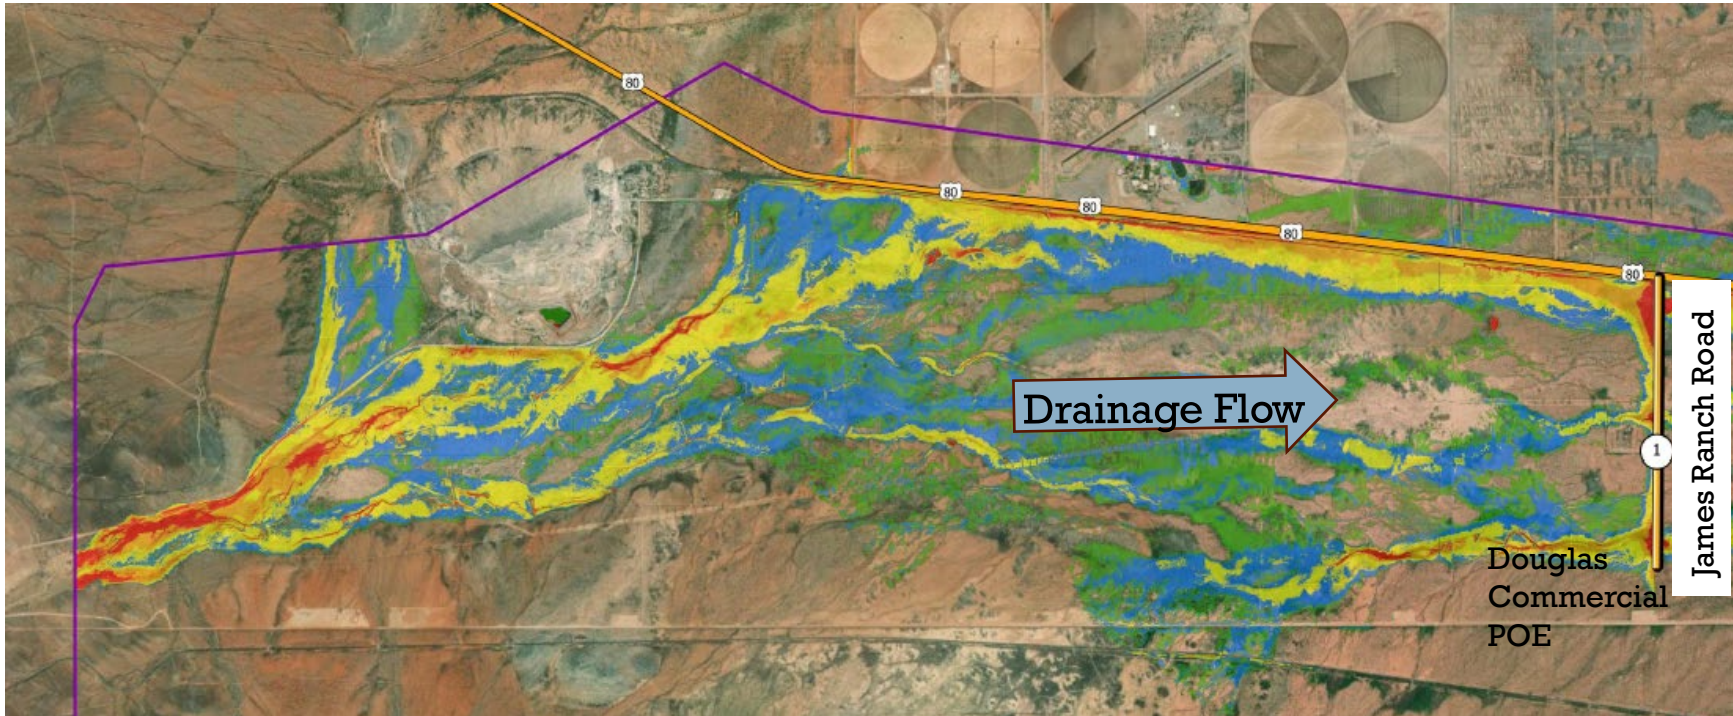 80
80
80
80
80
Drainage Flow
1
James Ranch Road
Douglas
Commercial
POE